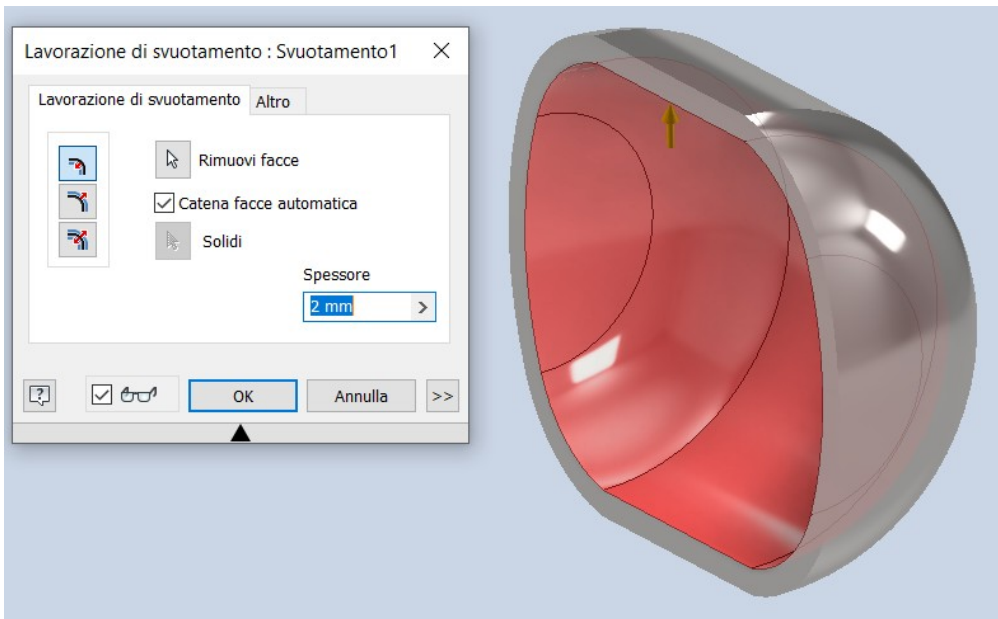 Lavorazione di svuotamento : Svuotamento1
Lavorazione di svuotamento Altro
Rimuovi facce
Catena facce automatica
Solidi
Spessore
2 mm >
? OK Annulla >>